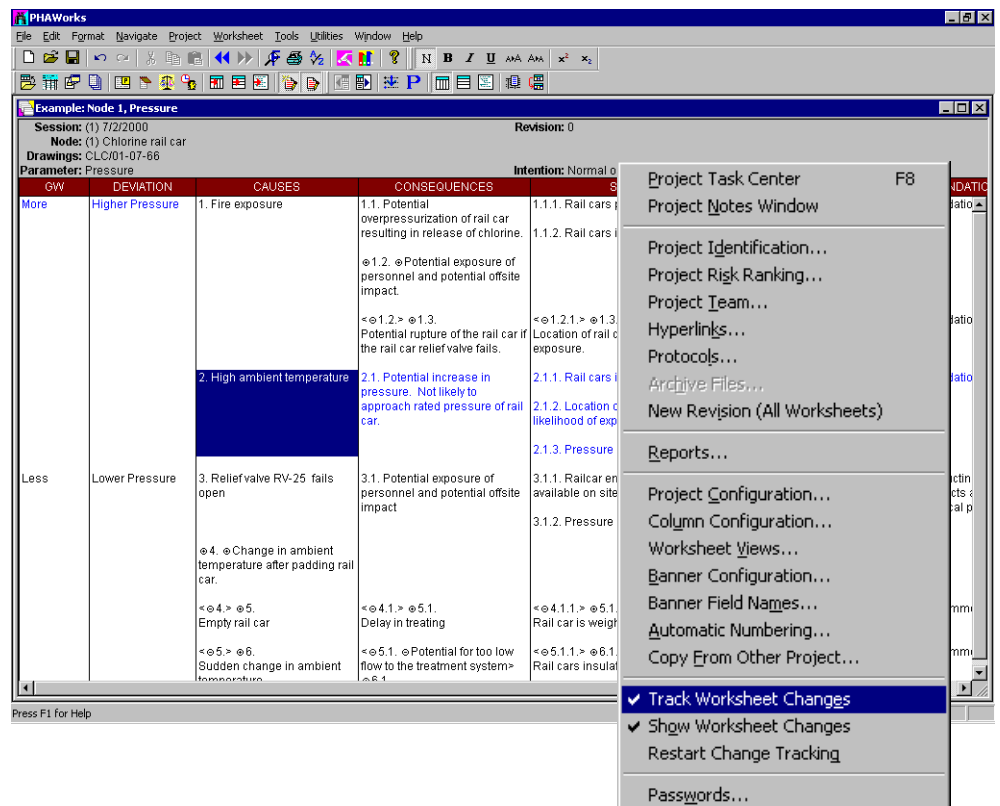 PHAWorks
File Edit Format Navigate Project Worksheet Tools Utilities Window Help
N B I U
Example: Node 1, Pressure
Session: (1) 7/2/2000 Revision: 0
Node: (1) Chlorine rail car
Drawings: CLC/01-07-66
Parameter: Pressure Intention: Normal o
GW DEVIATION CAUSES CONSEQUENCES S NDATIO
More Higher Pressure 1. Fire exposure 1.1. Potential 1.1.1. Rail cars p datio
overpressurization of rail car
resulting in release of chlorine. 1.1.2. Rail cars i
⊕1.2. ⊕Potential exposure of
personnel and potential offsite
impact.
<⊖1.2.> ⊕1.3. <⊖1.2.1.> ⊕1.3. datio
Potential rupture of the rail car if Location of rail c
the rail car relief valve fails. exposure.
2. High ambient temperature 2.1. Potential increase in 2.1.1. Rail cars i datio
pressure. Not likely to
approach rated pressure of rail 2.1.2. Location o
car. likelihood of exp
2.1.3. Pressure
Less Lower Pressure 3. Relief valve RV-25 fails 3.1. Potential exposure of 3.1.1. Railcar en ctin
open personnel and potential offsite available on site cts a
impact cal p
3.1.2. Pressure
⊕4. ⊕Change in ambient
temperature after padding rail
car.
<⊖4.> ⊕5. <⊖4.1.> ⊕5.1. <⊖4.1.1.> ⊕5.1. mm
Empty rail car Delay in treating Rail car is weigh
<⊖5.> ⊕6. <⊖5.1. ⊖Potential for too low <⊖5.1.1.> ⊕6.1. mm
Sudden change in ambient flow to the treatment system> Rail cars insulat
temperature ⊕6.1
Press F1 for Help
Project Task Center F8
Project Notes Window
Project Identification...
Project Risk Ranking...
Project Team...
Hyperlinks...
Protocols...
Archive Files...
New Revision (All Worksheets)
Reports...
Project Configuration...
Column Configuration...
Worksheet Views...
Banner Configuration...
Banner Field Names...
Automatic Numbering...
Copy From Other Project...
Track Worksheet Changes
Show Worksheet Changes
Restart Change Tracking
Passwords...